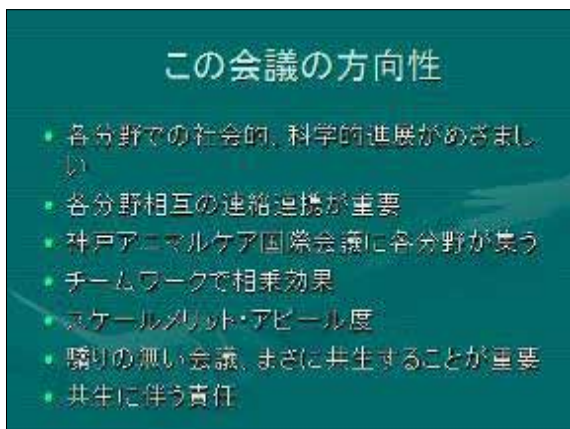 この会議の方向性
各分野での社会的、科学的進展がめざまし
い
各分野相互の連絡連携が重要
神戸アニマルケア国際会議に各分野が集う
チームワークで相乗効果
スケールメリット・アピール度
驕りの無い会議、まさに共生することが重要
共生に伴う責任